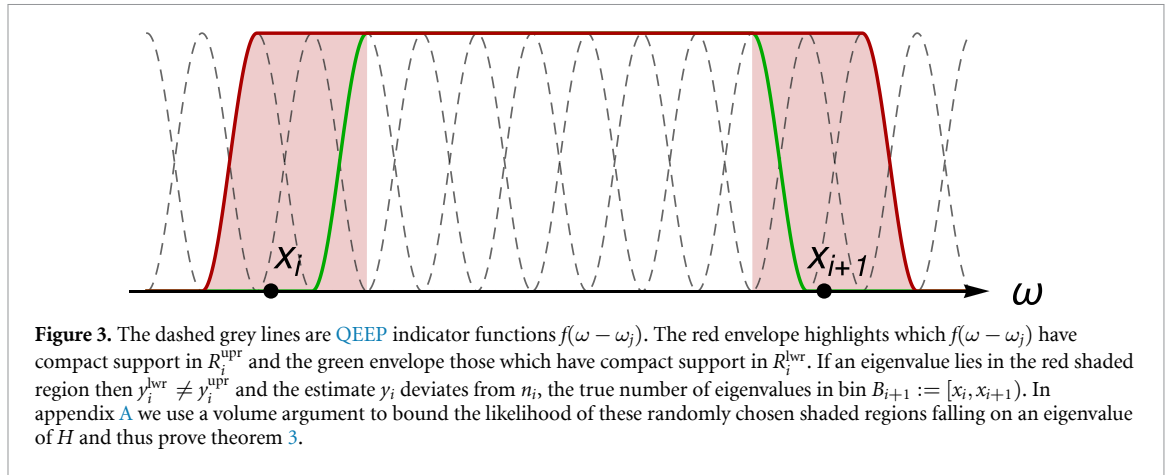 x_i
x_{i+1}
ω
Figure 3. The dashed grey lines are QEEP indicator functions f(ω − ω_j). The red envelope highlights which f(ω − ω_j) have
compact support in R_i^upr and the green envelope those which have compact support in R_i^lwr. If an eigenvalue lies in the red shaded
region then y_i^lwr ≠ y_i^upr and the estimate y_i deviates from n_i, the true number of eigenvalues in bin B_{i+1} := [x_i, x_{i+1}). In
appendix A we use a volume argument to bound the likelihood of these randomly chosen shaded regions falling on an eigenvalue
of H and thus prove theorem 3.